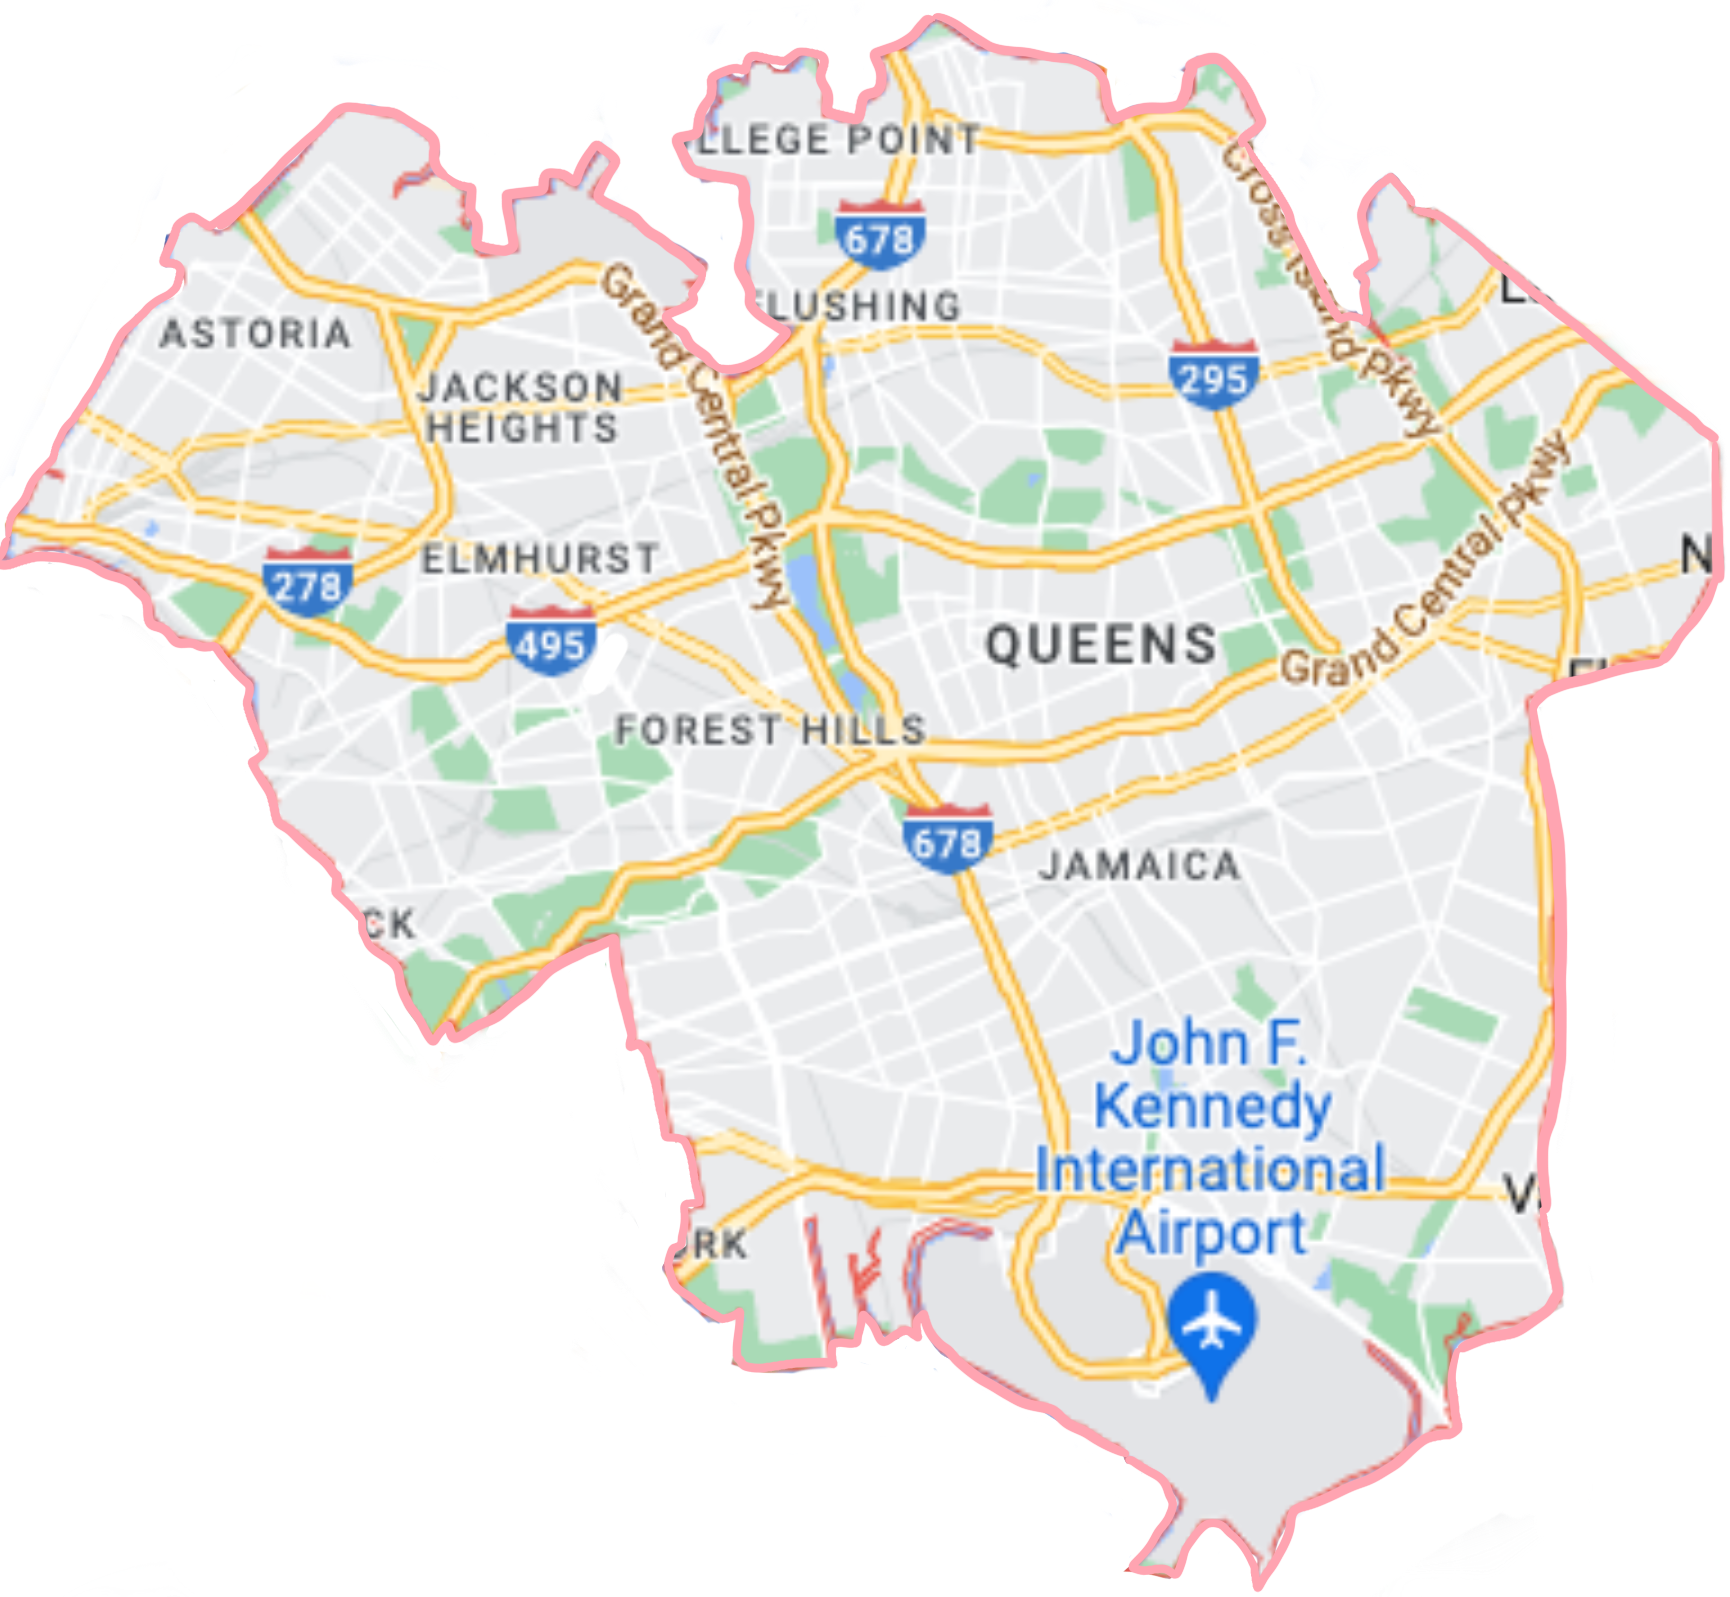 LLEGE POINT
Cross Island Pkwy
678
FLUSHING
Grand Central Pkwy
ASTORIA
295
JACKSON
HEIGHTS
ELMHURST
278
495
QUEENS
Grand Central Pkwy
N
FOREST HILLS
678
JAMAICA
CK
John F.
Kennedy
International
Airport
V
RK